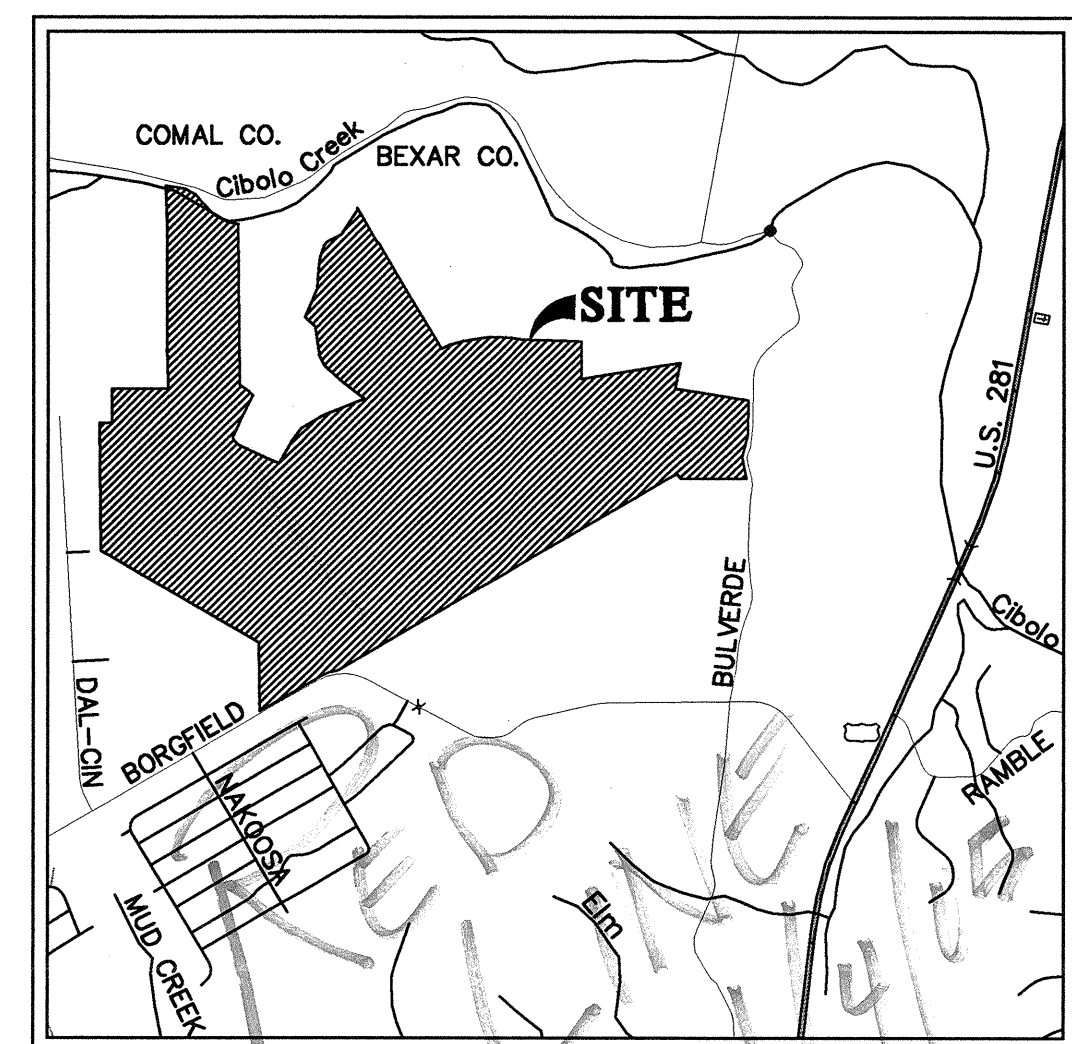 COMAL CO.
Cibolo Creek
BEXAR CO.
SITE
U.S. 281
BULVERDE
Cibolo
DAL-CIN
BORGFIELD
NAKOOSA
RAMBLE
Elm
MUD CREEK